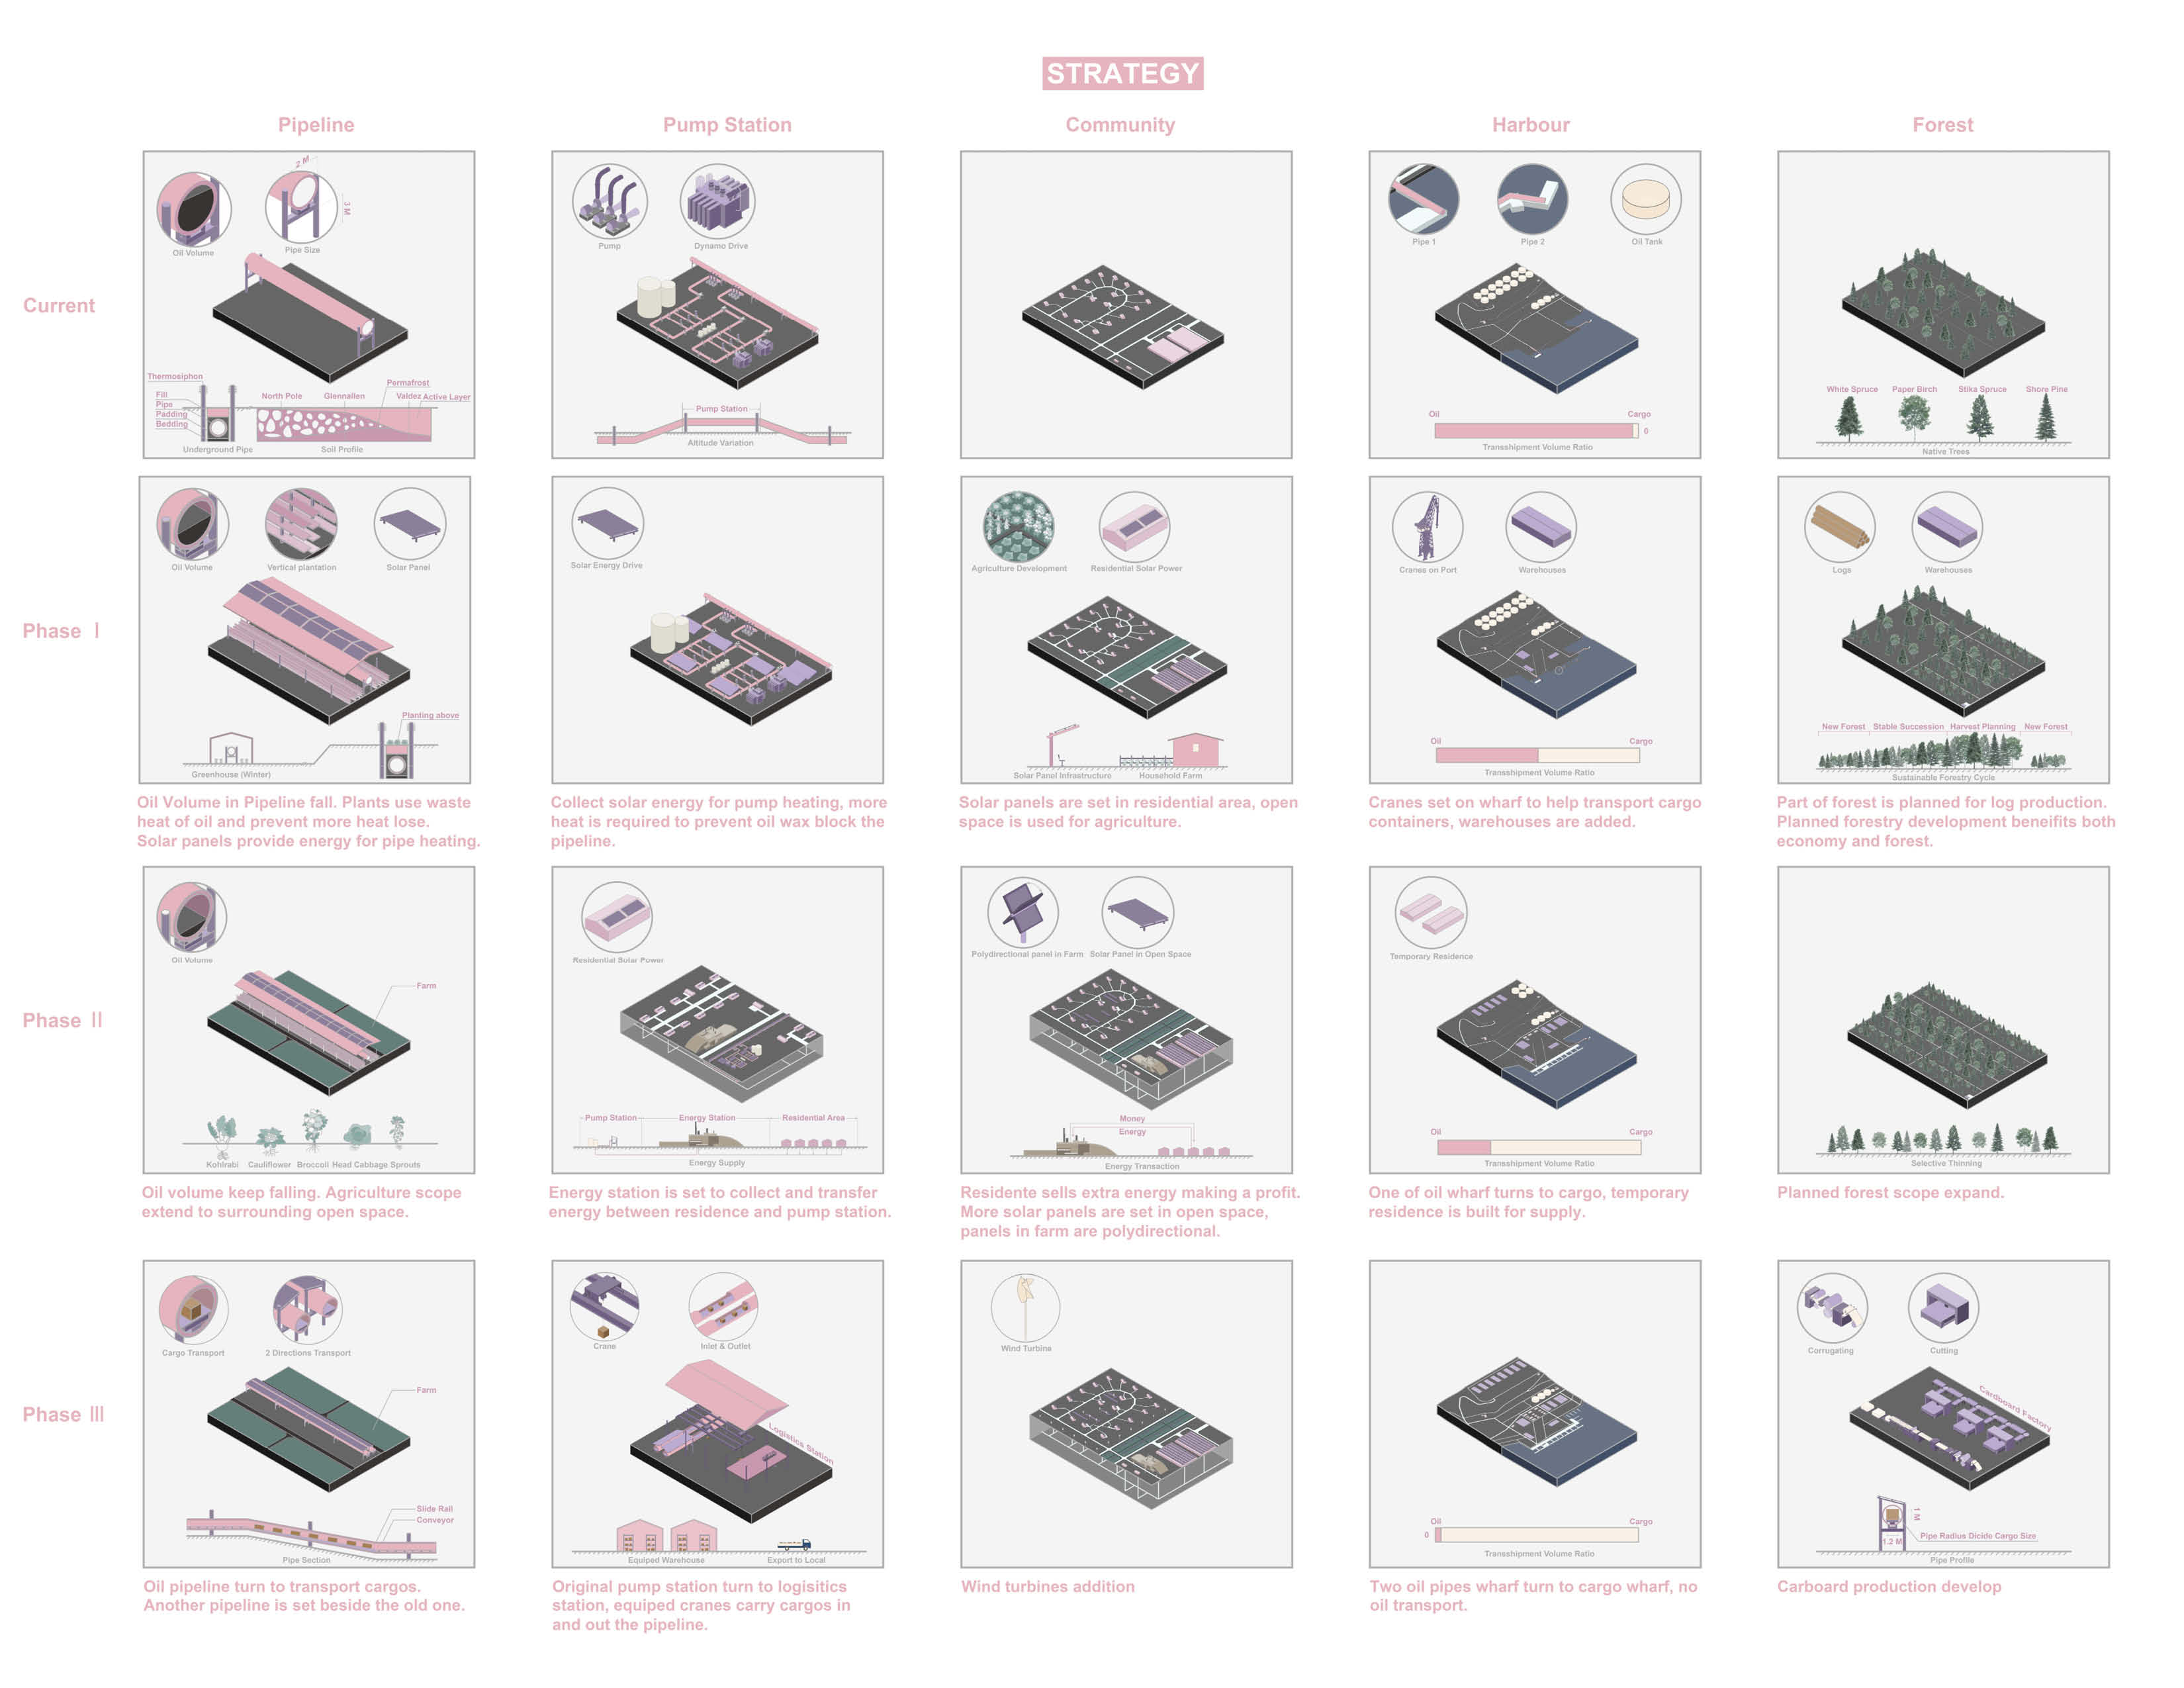 STRATEGY
Pipeline
Pump Station
Community
Harbour
Forest
Current
2 M
3 M
Oil Volume
Pipe Size
Thermosiphon
Fill
Pipe
Padding
Bedding
North Pole
Glennallen
Permafrost
Valdez
Active Layer
Underground Pipe
Soil Profile
Pump
Dynamo Drive
Pump Station
Altitude Variation
Pipe 1
Pipe 2
Oil Tank
Oil
Cargo
0
Transshipment Volume Ratio
White Spruce
Paper Birch
Stika Spruce
Shore Pine
Native Trees
Phase I
Oil Volume
Vertical plantation
Solar Panel
Planting above
Greenhouse (Winter)
Solar Energy Drive
Agriculture Development
Residential Solar Power
Solar Panel Infrastructure
Household Farm
Cranes on Port
Warehouses
Oil
Cargo
Transshipment Volume Ratio
Logs
Warehouses
New Forest
Stable Succession
Harvest Planning
New Forest
Sustainable Forestry Cycle
Oil Volume in Pipeline fall. Plants use waste
heat of oil and prevent more heat lose.
Solar panels provide energy for pipe heating.
Collect solar energy for pump heating, more
heat is required to prevent oil wax block the
pipeline.
Solar panels are set in residential area, open
space is used for agriculture.
Cranes set on wharf to help transport cargo
containers, warehouses are added.
Part of forest is planned for log production.
Planned forestry development beneifits both
economy and forest.
Phase II
Oil Volume
Farm
Kohlrabi
Cauliflower
Broccoli
Head Cabbage
Sprouts
Residential Solar Power
Pump Station
Energy Station
Residential Area
Energy Supply
Polydirectional panel in Farm
Solar Panel in Open Space
Money
Energy
Energy Transaction
Temporary Residence
Oil
Cargo
Transshipment Volume Ratio
Selective Thinning
Oil volume keep falling. Agriculture scope
extend to surrounding open space.
Energy station is set to collect and transfer
energy between residence and pump station.
Residente sells extra energy making a profit.
More solar panels are set in open space,
panels in farm are polydirectional.
One of oil wharf turns to cargo, temporary
residence is built for supply.
Planned forest scope expand.
Phase III
Cargo Transport
2 Directions Transport
Farm
Slide Rail
Conveyor
Pipe Section
Crane
Inlet & Outlet
Logistics Station
Equiped Warehouse
Export to Local
Wind Turbine
Oil
Cargo
0
Transshipment Volume Ratio
Corrugating
Cutting
Cardboard Factory
1 M
1.2 M
Pipe Radius Dicide Cargo Size
Pipe Profile
Oil pipeline turn to transport cargos.
Another pipeline is set beside the old one.
Original pump station turn to logisitics
station, equiped cranes carry cargos in
and out the pipeline.
Wind turbines addition
Two oil pipes wharf turn to cargo wharf, no
oil transport.
Carboard production develop